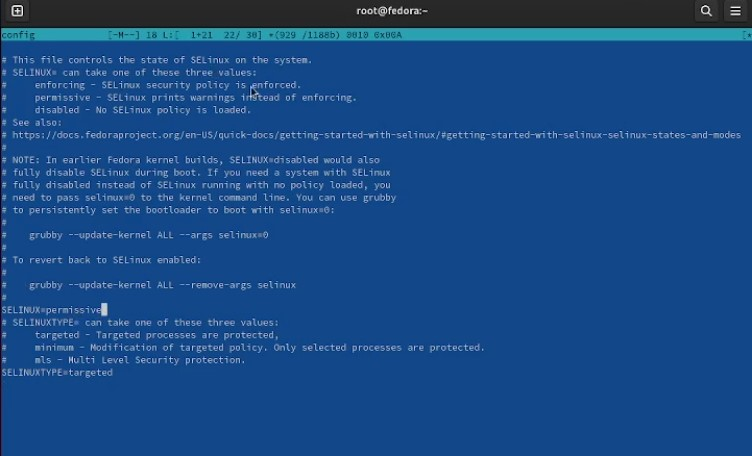 root@fedora:~
config [-M--] 18 L:[ 1+21 22/ 30] *(929 /1188b) 0010 0x00A
# This file controls the state of SELinux on the system.
# SELINUX= can take one of these three values:
# enforcing - SELinux security policy is enforced.
# permissive - SELinux prints warnings instead of enforcing.
# disabled - No SELinux policy is loaded.
# See also:
# https://docs.fedoraproject.org/en-US/quick-docs/getting-started-with-selinux/#getting-started-with-selinux-selinux-states-and-modes
#
# NOTE: In earlier Fedora kernel builds, SELINUX=disabled would also
# fully disable SELinux during boot. If you need a system with SELinux
# fully disabled instead of SELinux running with no policy loaded, you
# need to pass selinux=0 to the kernel command line. You can use grubby
# to persistently set the bootloader to boot with selinux=0:
#
# grubby --update-kernel ALL --args selinux=0
#
# To revert back to SELinux enabled:
#
# grubby --update-kernel ALL --remove-args selinux
#
SELINUX=permissive
# SELINUXTYPE= can take one of these three values:
# targeted - Targeted processes are protected,
# minimum - Modification of targeted policy. Only selected processes are protected.
# mls - Multi Level Security protection.
SELINUXTYPE=targeted